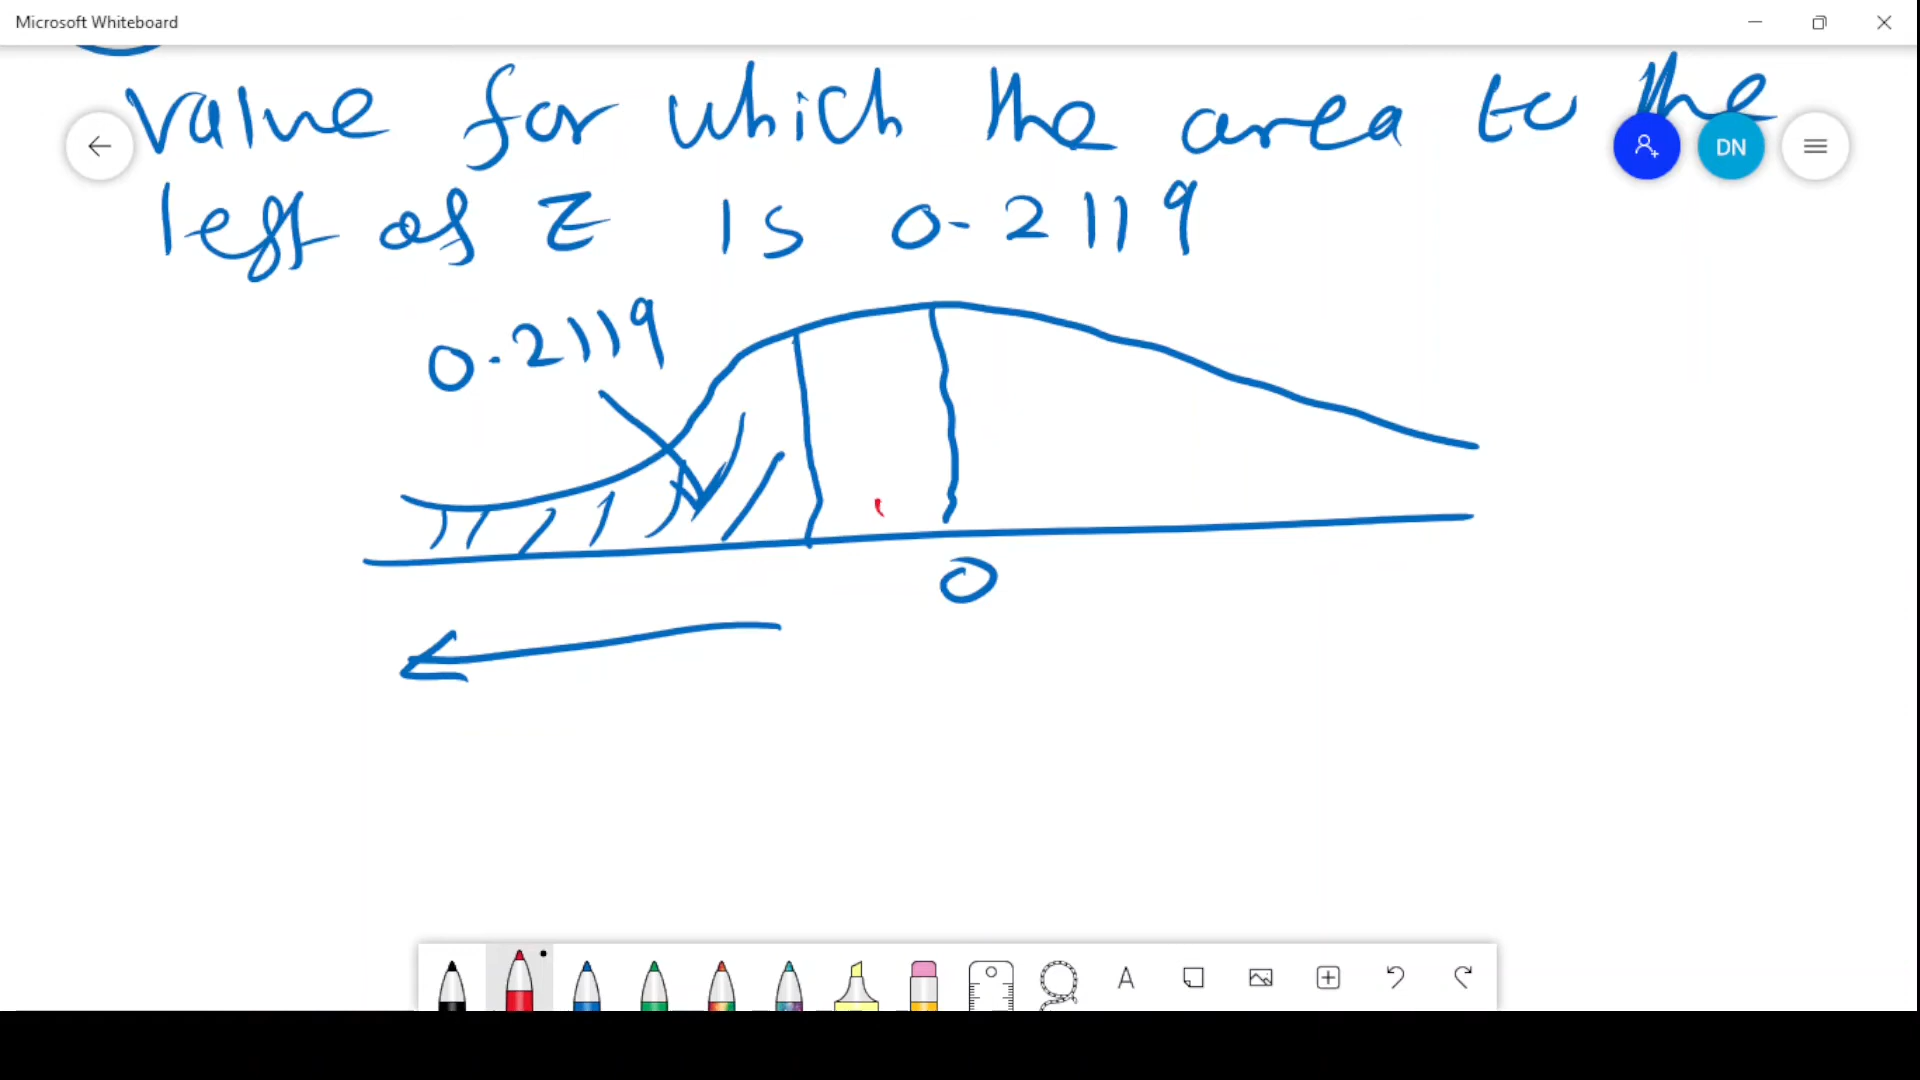 Microsoft Whiteboard
value for which the area to the
left of Z is 0.2119
DN
0.2119
0
A